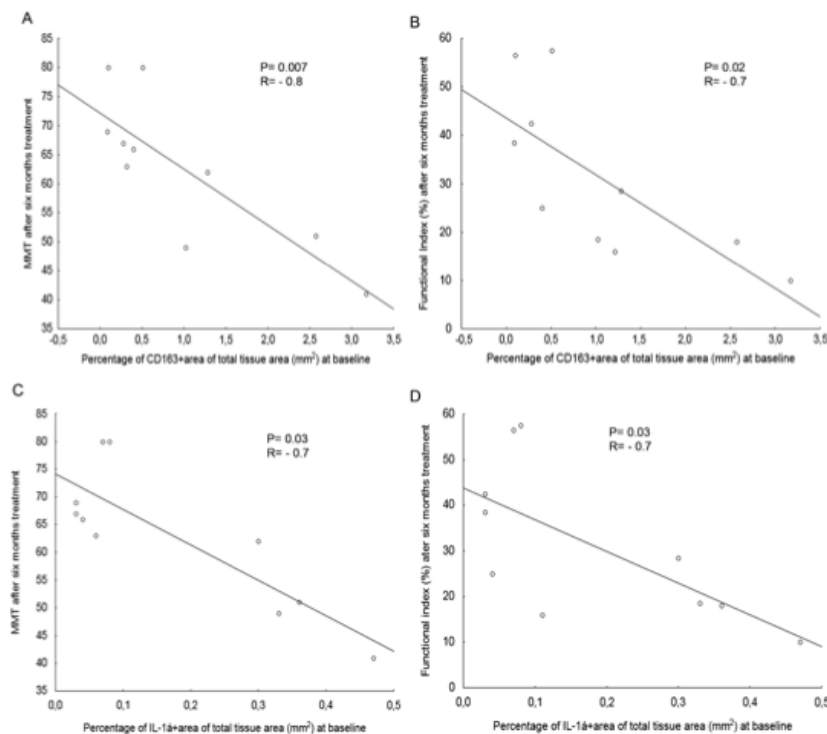 A
MMT after six months treatment
85
80
75
70
65
60
55
50
45
40
35
P= 0.007
R= - 0.8
-0,5 0,0 0,5 1,0 1,5 2,0 2,5 3,0 3,5
Percentage of CD163+area of total tissue area (mm²) at baseline
B
Functional Index (%) after six months treatment
60
50
40
30
20
10
0
P= 0.02
R= - 0.7
-0,5 0,0 0,5 1,0 1,5 2,0 2,5 3,0 3,5
Percentage of CD163+area of total tissue area (mm²) at baseline
C
MMT after six months treatment
85
80
75
70
65
60
55
50
45
40
35
P= 0.03
R= - 0.7
0,0 0,1 0,2 0,3 0,4 0,5
Percentage of IL-1á+area of total tissue area (mm²) at baseline
D
Functional index (%) ater six months treatment
60
50
40
30
20
10
0
P= 0.03
R= - 0.7
0,0 0,1 0,2 0,3 0,4 0,5
Percentage of IL-1á+area of total tissue area (mm²) at baseline